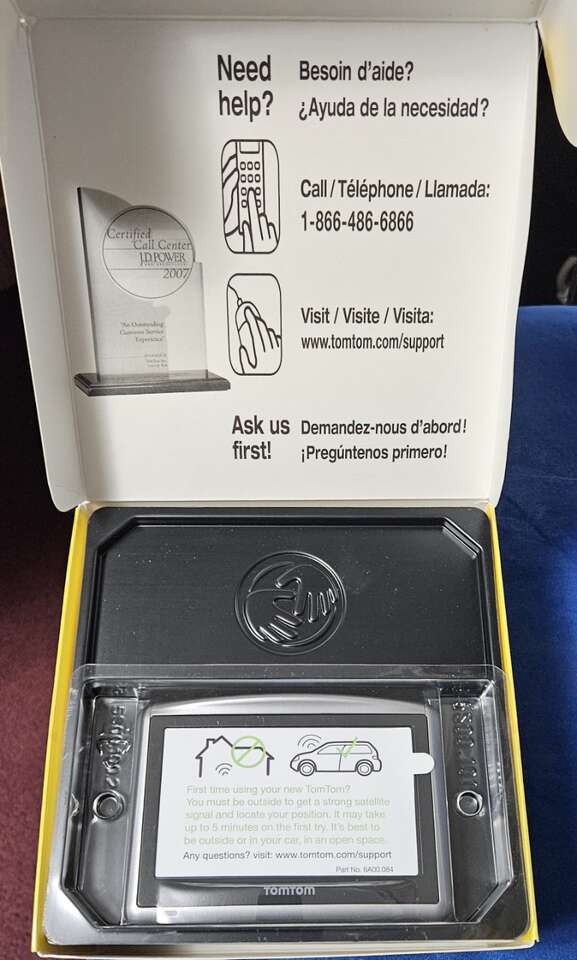 Need help?
Besoin d'aide?
¿Ayuda de la necesidad?
Call / Téléphone / Llamada:
1-866-486-6866
Certified
Call Center
J.D.POWER
2007
"An Outstanding
Customer Service
Experience"
Visit / Visite / Visita:
www.tomtom.com/support
Ask us first!
Demandez-nous d'abord!
¡Pregúntenos primero!
First time using your new TomTom?
You must be outside to get a strong satellite
signal and locate your position. It may take
up to 5 minutes on the first try. It's best to
be outside or in your car, in an open space.
Any questions? visit: www.tomtom.com/support
Part No. 6A00.084
TOMTOM